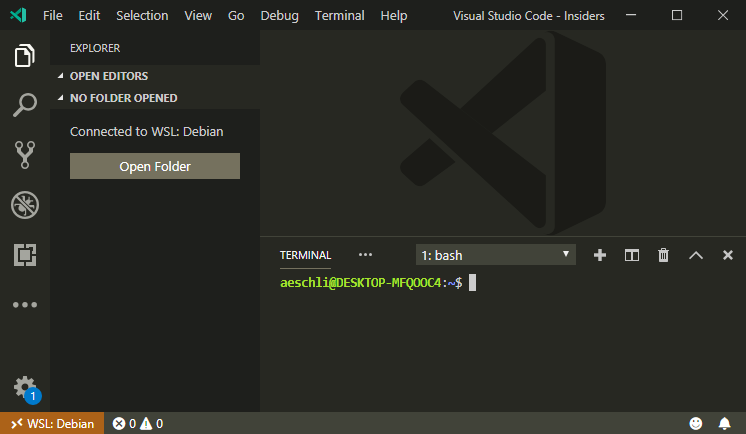 File Edit Selection View Go Debug Terminal Help Visual Studio Code - Insiders
EXPLORER
OPEN EDITORS
NO FOLDER OPENED
Connected to WSL: Debian
Open Folder
TERMINAL 1: bash
aeschli@DESKTOP-MFQOOC4:~$
1
WSL: Debian 0 0